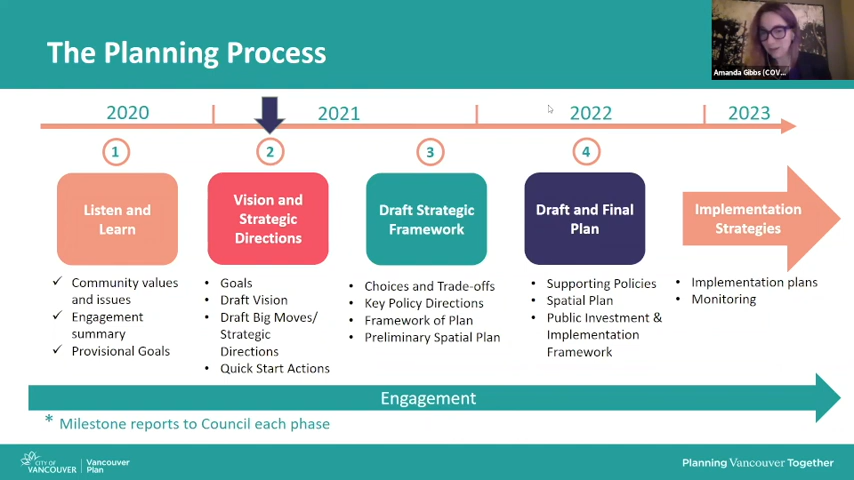 The Planning Process
Amanda Gibbs (COV...
2020
2021
2022
2023
1
2
3
4
Listen and
Learn
Vision and
Strategic
Directions
Draft Strategic
Framework
Draft and Final
Plan
Implementation
Strategies
✓ Community values
and issues
✓ Engagement
summary
✓ Provisional Goals
• Goals
• Draft Vision
• Draft Big Moves/
Strategic
Directions
• Quick Start Actions
• Choices and Trade-offs
• Key Policy Directions
• Framework of Plan
• Preliminary Spatial Plan
• Supporting Policies
• Spatial Plan
• Public Investment &
Implementation
Framework
• Implementation plans
• Monitoring
Engagement
* Milestone reports to Council each phase
CITY OF
VANCOUVER
Vancouver
Plan
Planning Vancouver Together